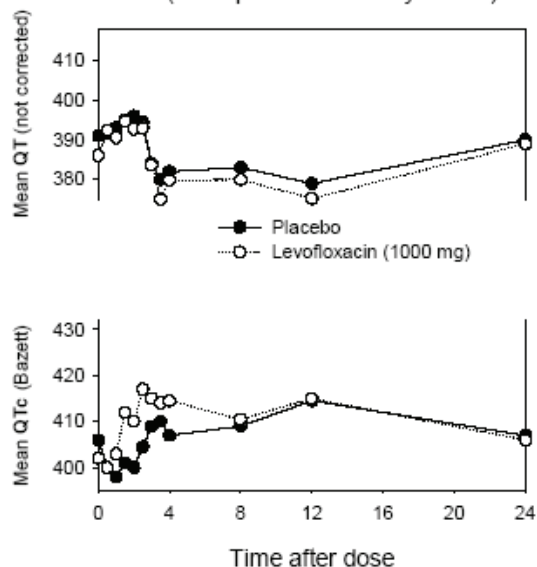 410
400
390
380
Mean QT (not corrected)
Placebo
Levofloxacin (1000 mg)
430
420
410
400
Mean QTc (Bazett)
0 4 8 12 16 20 24
Time after dose